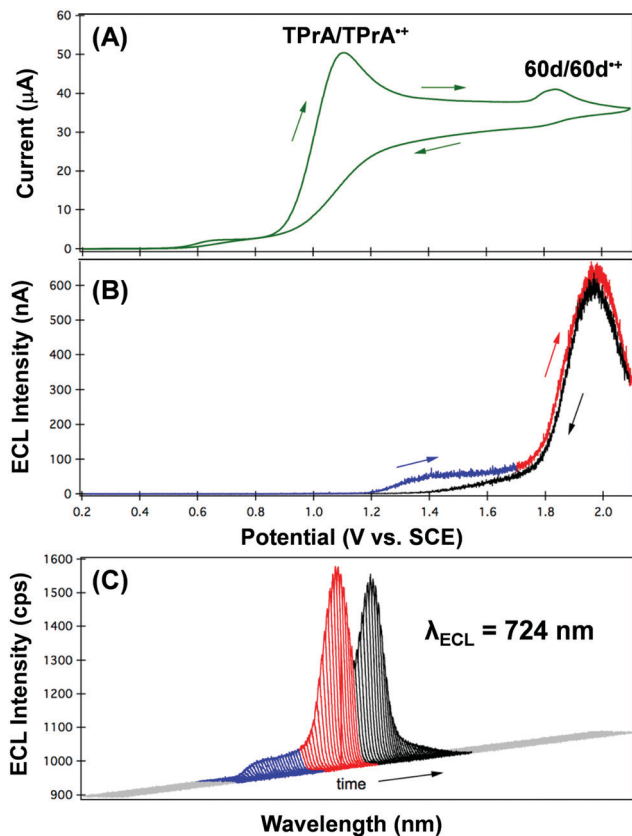 (A)
TPrA/TPrA•+
60d/60d•+
Current (μA)
60
50
40
30
20
10
0
(B)
ECL Intensity (nA)
600
500
400
300
200
100
0
0.2 0.4 0.6 0.8 1.0 1.2 1.4 1.6 1.8 2.0
Potential (V vs. SCE)
(C)
λECL = 724 nm
ECL Intensity (cps)
1600
1500
1400
1300
1200
1100
1000
900
time
Wavelength (nm)